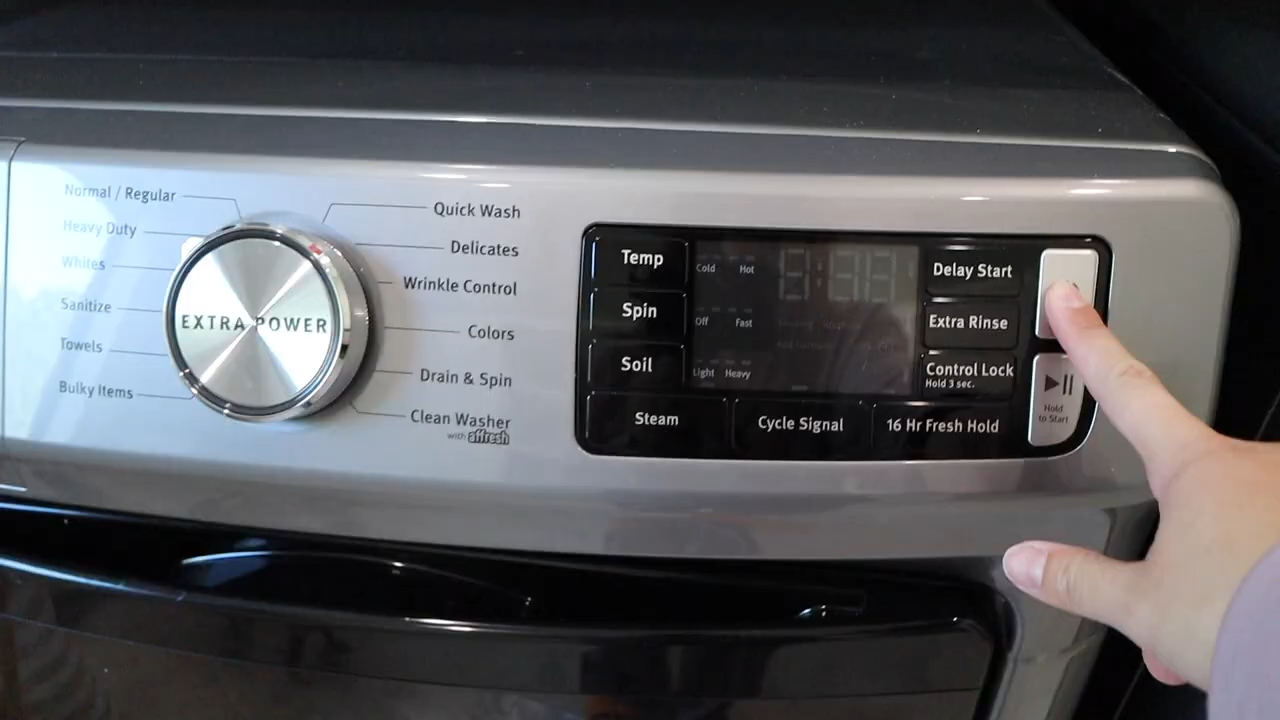 Normal / Regular
Heavy Duty
Whites
Sanitize
Towels
Bulky Items
EXTRA POWER
Quick Wash
Delicates
Wrinkle Control
Colors
Drain & Spin
Clean Washer
with affresh
Temp
Spin
Soil
Cold Hot
Off Fast
Light Heavy
Steam
Cycle Signal
16 Hr Fresh Hold
Delay Start
Extra Rinse
Control Lock
Hold 3 sec.
Hold
to Start